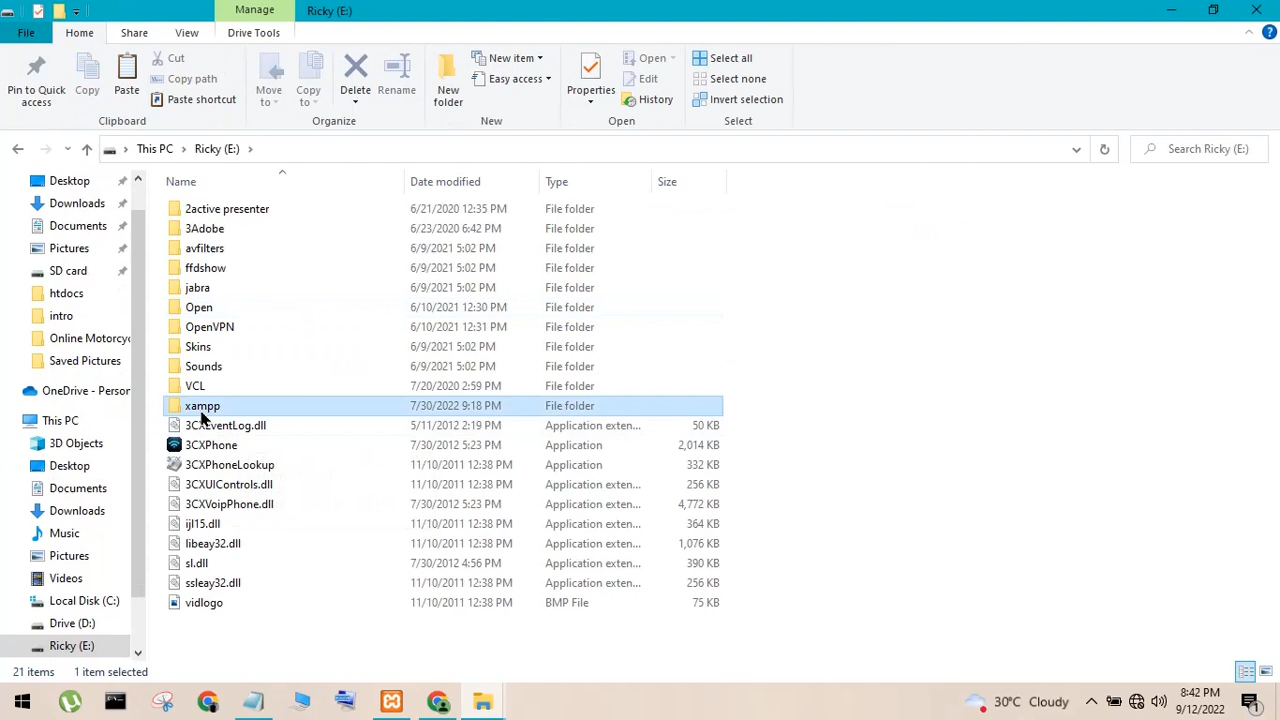 Manage
Ricky (E:)
File
Home
Share
View
Drive Tools
Pin to Quick access
Copy
Paste
Cut
Copy path
Paste shortcut
Clipboard
Move to
Copy to
Delete
Rename
Organize
New folder
New item
Easy access
New
Properties
Open
Edit
History
Open
Select all
Select none
Invert selection
Select
This PC
Ricky (E:)
Search Ricky (E:)
Desktop
Downloads
Documents
Pictures
SD card
htdocs
intro
Online Motorcyc
Saved Pictures
OneDrive - Person
This PC
3D Objects
Desktop
Documents
Downloads
Music
Pictures
Videos
Local Disk (C:)
Drive (D:)
Ricky (E:)
Name Date modified Type Size
2active presenter 6/21/2020 12:35 PM File folder
3Adobe 6/23/2020 6:42 PM File folder
avfilters 6/9/2021 5:02 PM File folder
ffdshow 6/9/2021 5:02 PM File folder
jabra 6/9/2021 5:02 PM File folder
Open 6/10/2021 12:30 PM File folder
OpenVPN 6/10/2021 12:31 PM File folder
Skins 6/9/2021 5:02 PM File folder
Sounds 6/9/2021 5:02 PM File folder
VCL 7/20/2020 2:59 PM File folder
xampp 7/30/2022 9:18 PM File folder
3CXEventLog.dll 5/11/2012 2:19 PM Application exten... 50 KB
3CXPhone 7/30/2012 5:23 PM Application 2,014 KB
3CXPhoneLookup 11/10/2011 12:38 PM Application 332 KB
3CXUIControls.dll 11/10/2011 12:38 PM Application exten... 256 KB
3CXVoipPhone.dll 7/30/2012 5:23 PM Application exten... 4,772 KB
ijl15.dll 11/10/2011 12:38 PM Application exten... 364 KB
libeay32.dll 11/10/2011 12:38 PM Application exten... 1,076 KB
sl.dll 7/30/2012 4:56 PM Application exten... 390 KB
ssleay32.dll 11/10/2011 12:38 PM Application exten... 256 KB
vidlogo 11/10/2011 12:38 PM BMP File 75 KB
21 items 1 item selected
30°C Cloudy
8:42 PM
9/12/2022